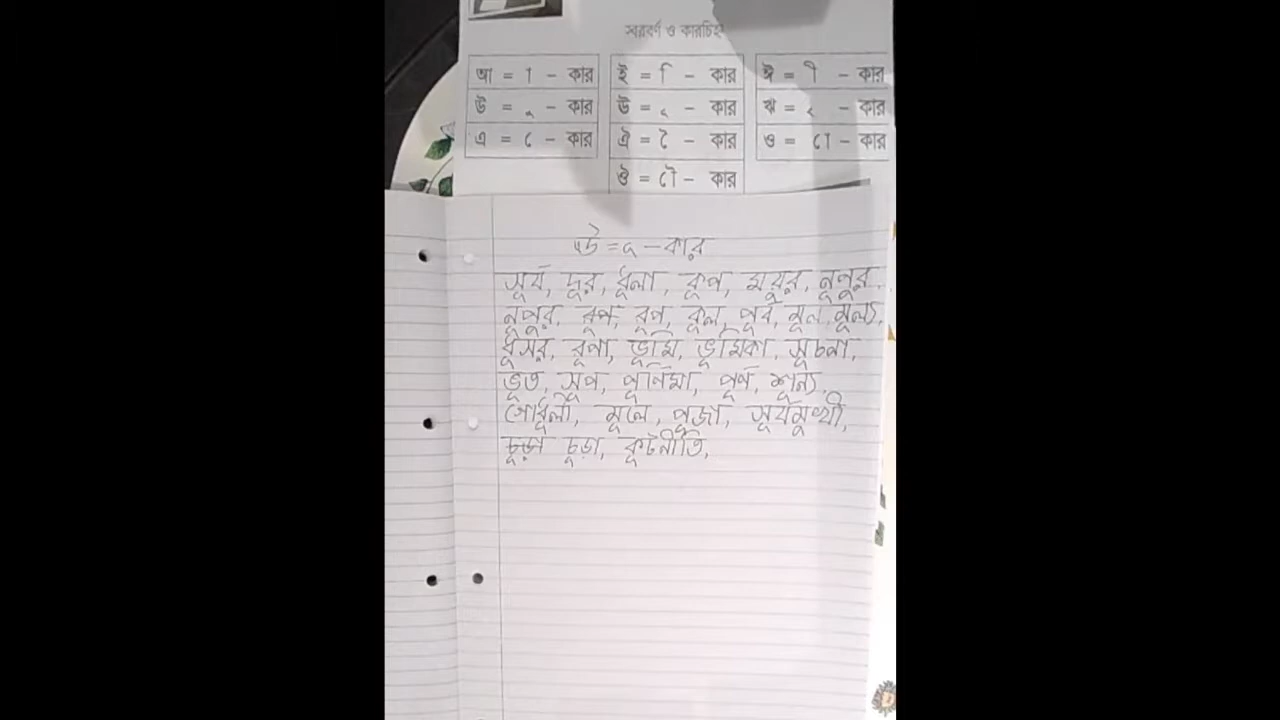 স্বরবর্ণ ও কারচিহ্ন
আ = া - কার ই = ি - কার ঈ = ী - কার
উ = ু - কার ঊ = ূ - কার ঋ = ৃ - কার
এ = ে - কার ঐ = ৈ - কার ও = ো - কার
ঔ = ৌ - কার
ঊ = ূ - কার
সূর্য, দূর, ধূলা, কূপ, ময়ূর, নূপুর,
নূপুর, রূপ, কূল, পূর্ব, মূল, মূল্য,
ধূসর, রূপা, ভূমি, ভূমিকা, সূচনা,
ভূত, সূপ, পূর্ণিমা, পূর্ণ, শূন্য,
গোধূলী, মূলে, পূজা, সূর্যমুখী,
চূড়া চূড়া, কূটনীতি,